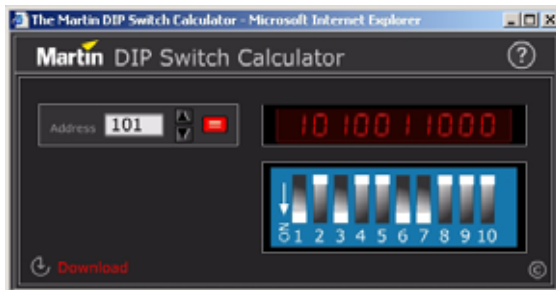 The Martin DIP Switch Calculator - Microsoft Internet Explorer
Martin DIP Switch Calculator ?
Address 101
1010011000
ON 1 2 3 4 5 6 7 8 9 10
Download ©